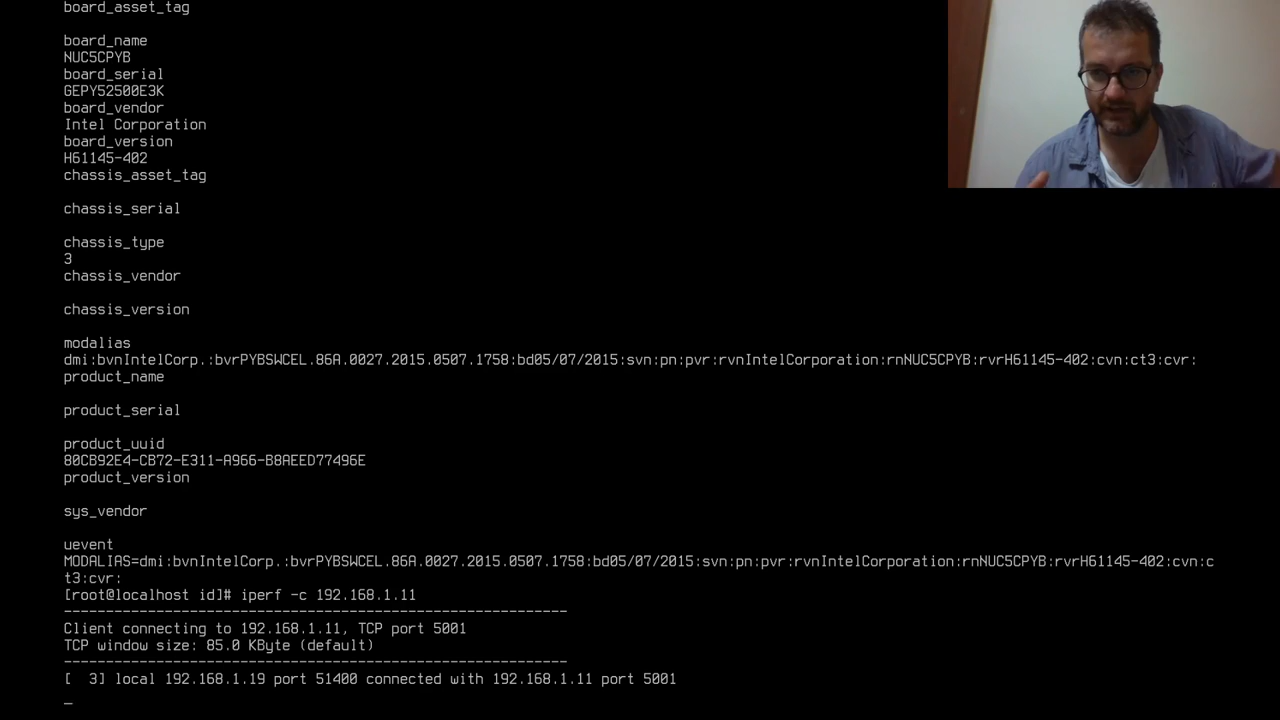 board_asset_tag
board_name
NUC5CPYB
board_serial
GEPY52500E3K
board_vendor
Intel Corporation
board_version
H61145-402
chassis_asset_tag
chassis_serial
chassis_type
3
chassis_vendor
chassis_version
modalias
dmi:bvnIntelCorp.:bvrPYBSWCEL.86A.0027.2015.0507.1758:bd05/07/2015:svn:pn:pvr:rvnIntelCorporation:rnNUC5CPYB:rvrH61145-402:cvn:ct3:cvr:
product_name
product_serial
product_uuid
80CB92E4-CB72-E311-A966-B8AEED77496E
product_version
sys_vendor
uevent
MODALIAS=dmi:bvnIntelCorp.:bvrPYBSWCEL.86A.0027.2015.0507.1758:bd05/07/2015:svn:pn:pvr:rvnIntelCorporation:rnNUC5CPYB:rvrH61145-402:cvn:c
t3:cvr:
[root@localhost id]# iperf -c 192.168.1.11
------------------------------------------------------------
Client connecting to 192.168.1.11, TCP port 5001
TCP window size: 85.0 KByte (default)
------------------------------------------------------------
[  3] local 192.168.1.19 port 51400 connected with 192.168.1.11 port 5001
_